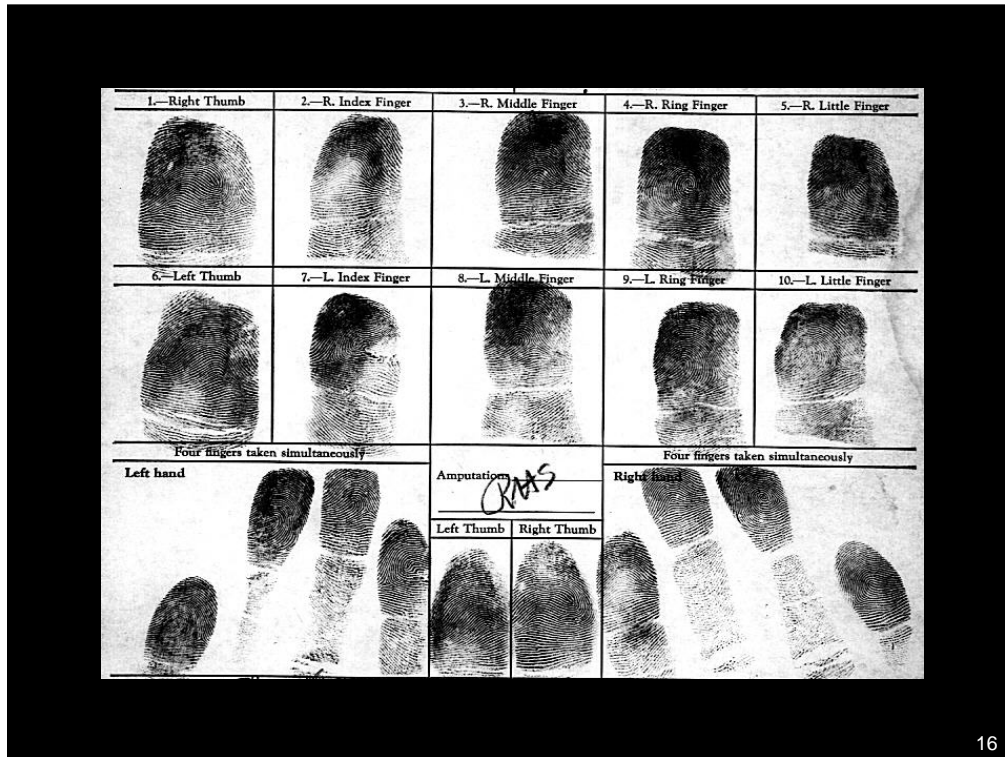 1.—Right Thumb 2.—R. Index Finger 3.—R. Middle Finger 4.—R. Ring Finger 5.—R. Little Finger
6.—Left Thumb 7.—L. Index Finger 8.—L. Middle Finger 9.—L. Ring Finger 10.—L. Little Finger
Four fingers taken simultaneously Four fingers taken simultaneously
Left hand Amputations Right hand
Left Thumb Right Thumb
16